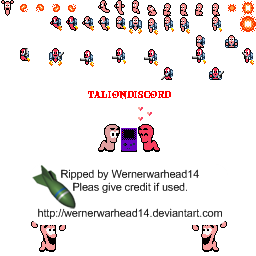 TALIONDISCORD
Ripped by Wernerwarhead14
Pleas give credit if used.
http://wernerwarhead14.deviantart.com